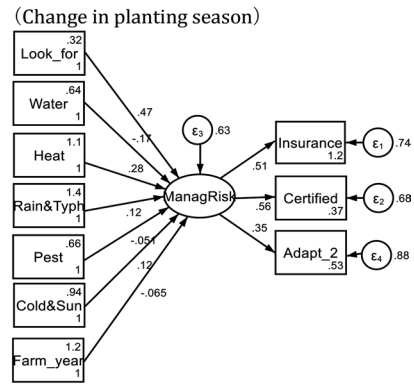 （Change in planting season）
.32
Look_for
1
.64
Water
1
1.1
Heat
1
1.4
Rain&Typh
1
.66
Pest
1
.94
Cold&Sun
1
1.2
Farm_year
1
.47
-.17
.28
.12
-.051
.12
-.065
ε3 .63
ManagRisk
.51
.56
.35
Insurance
1.2
ε1 .74
Certified
.37
ε2 .68
Adapt_2
.53
ε4 .88